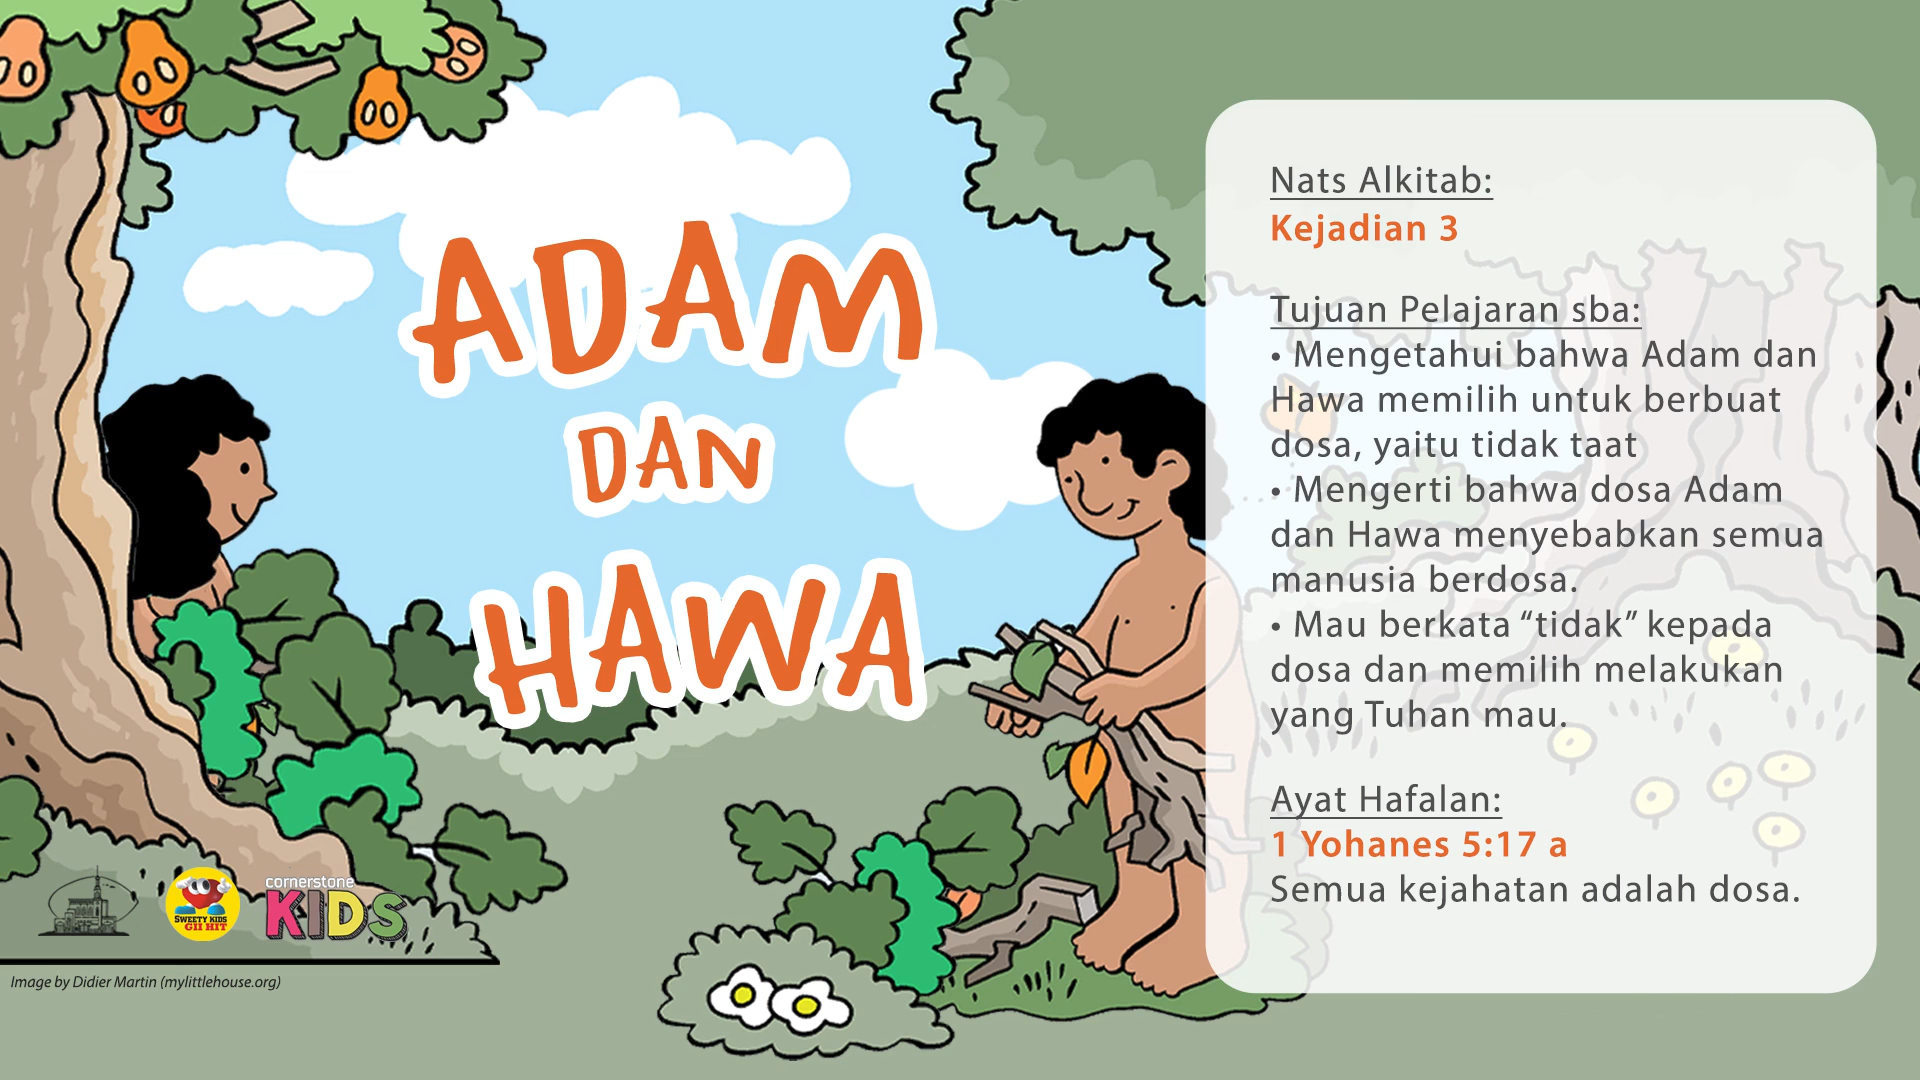 ADAM
DAN
HAWA
Nats Alkitab:
Kejadian 3
Tujuan Pelajaran sba:
• Mengetahui bahwa Adam dan
Hawa memilih untuk berbuat
dosa, yaitu tidak taat
• Mengerti bahwa dosa Adam
dan Hawa menyebabkan semua
manusia berdosa.
• Mau berkata “tidak” kepada
dosa dan memilih melakukan
yang Tuhan mau.
Ayat Hafalan:
1 Yohanes 5:17 a
Semua kejahatan adalah dosa.
SWEETY KIDS
GII HIT
cornerstone
KIDS
Image by Didier Martin (mylittlehouse.org)